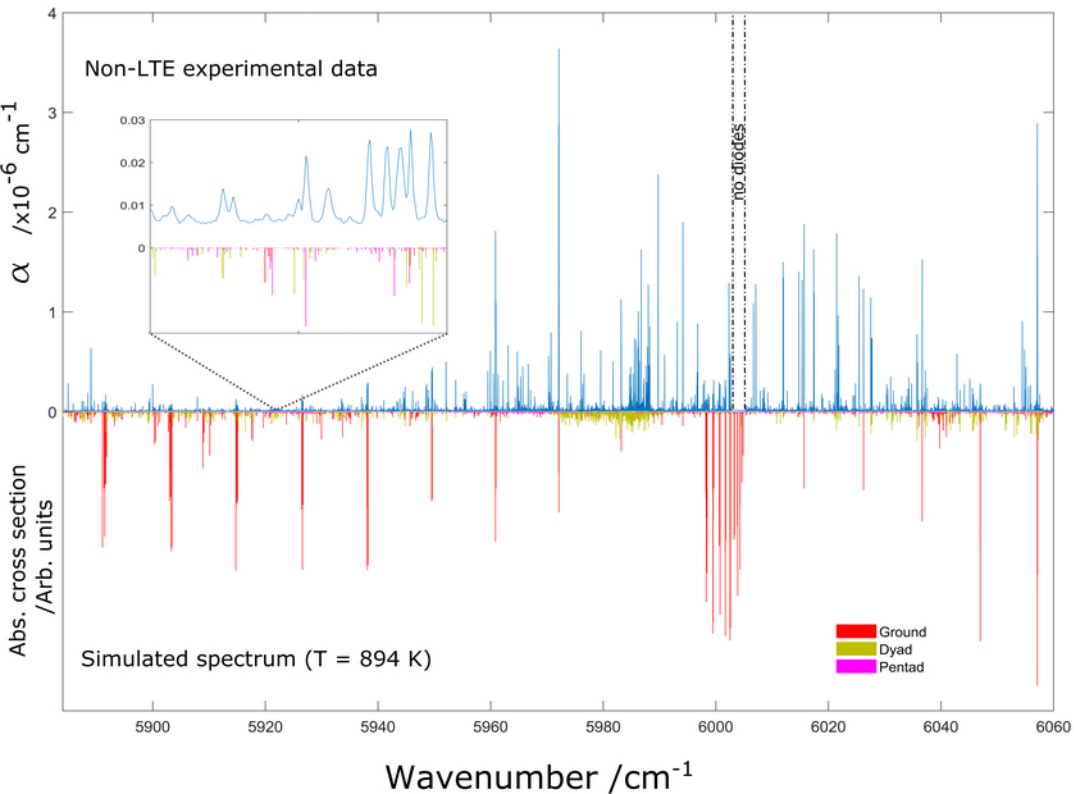 4
Non-LTE experimental data
3
2
1
0
α /x10⁻⁶ cm⁻¹
no diodes
0.03
0.02
0.01
0
Abs. cross section
/Arb. units
Simulated spectrum (T = 894 K)
Ground
Dyad
Pentad
5900 5920 5940 5960 5980 6000 6020 6040 6060
Wavenumber /cm⁻¹